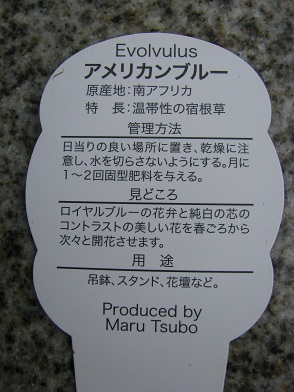 Evolvulus
アメリカンブルー
原産地:南アフリカ
特　長:温帯性の宿根草
管理方法
日当りの良い場所に置き、乾燥に注
意し、水を切らさないようにする。月に
1〜2回固型肥料を与える。
見どころ
ロイヤルブルーの花弁と純白の芯の
コントラストの美しい花を春ごろから
次々と開花させます。
用　途
吊鉢、スタンド、花壇など。
Produced by
Maru Tsubo